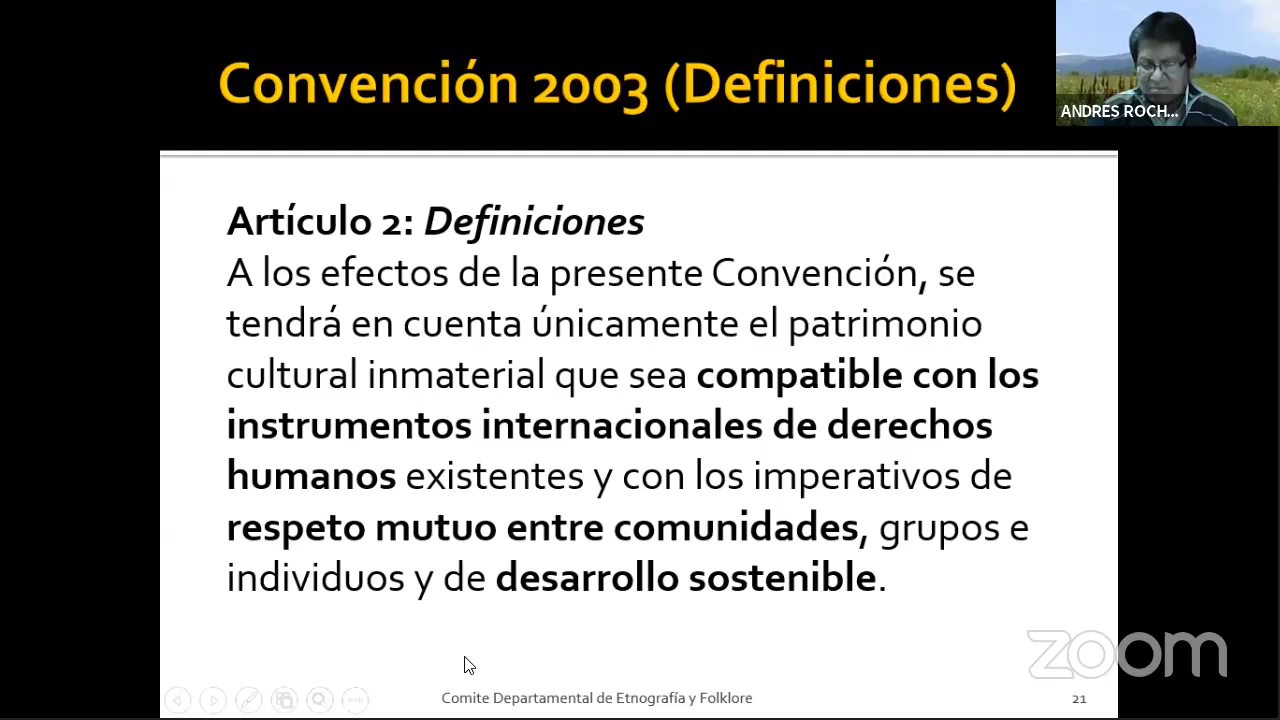 Convención 2003 (Definiciones)
ANDRES ROCH...
Artículo 2: Definiciones
A los efectos de la presente Convención, se
tendrá en cuenta únicamente el patrimonio
cultural inmaterial que sea compatible con los
instrumentos internacionales de derechos
humanos existentes y con los imperativos de
respeto mutuo entre comunidades, grupos e
individuos y de desarrollo sostenible.
zoom
Comite Departamental de Etnografía y Folklore
21